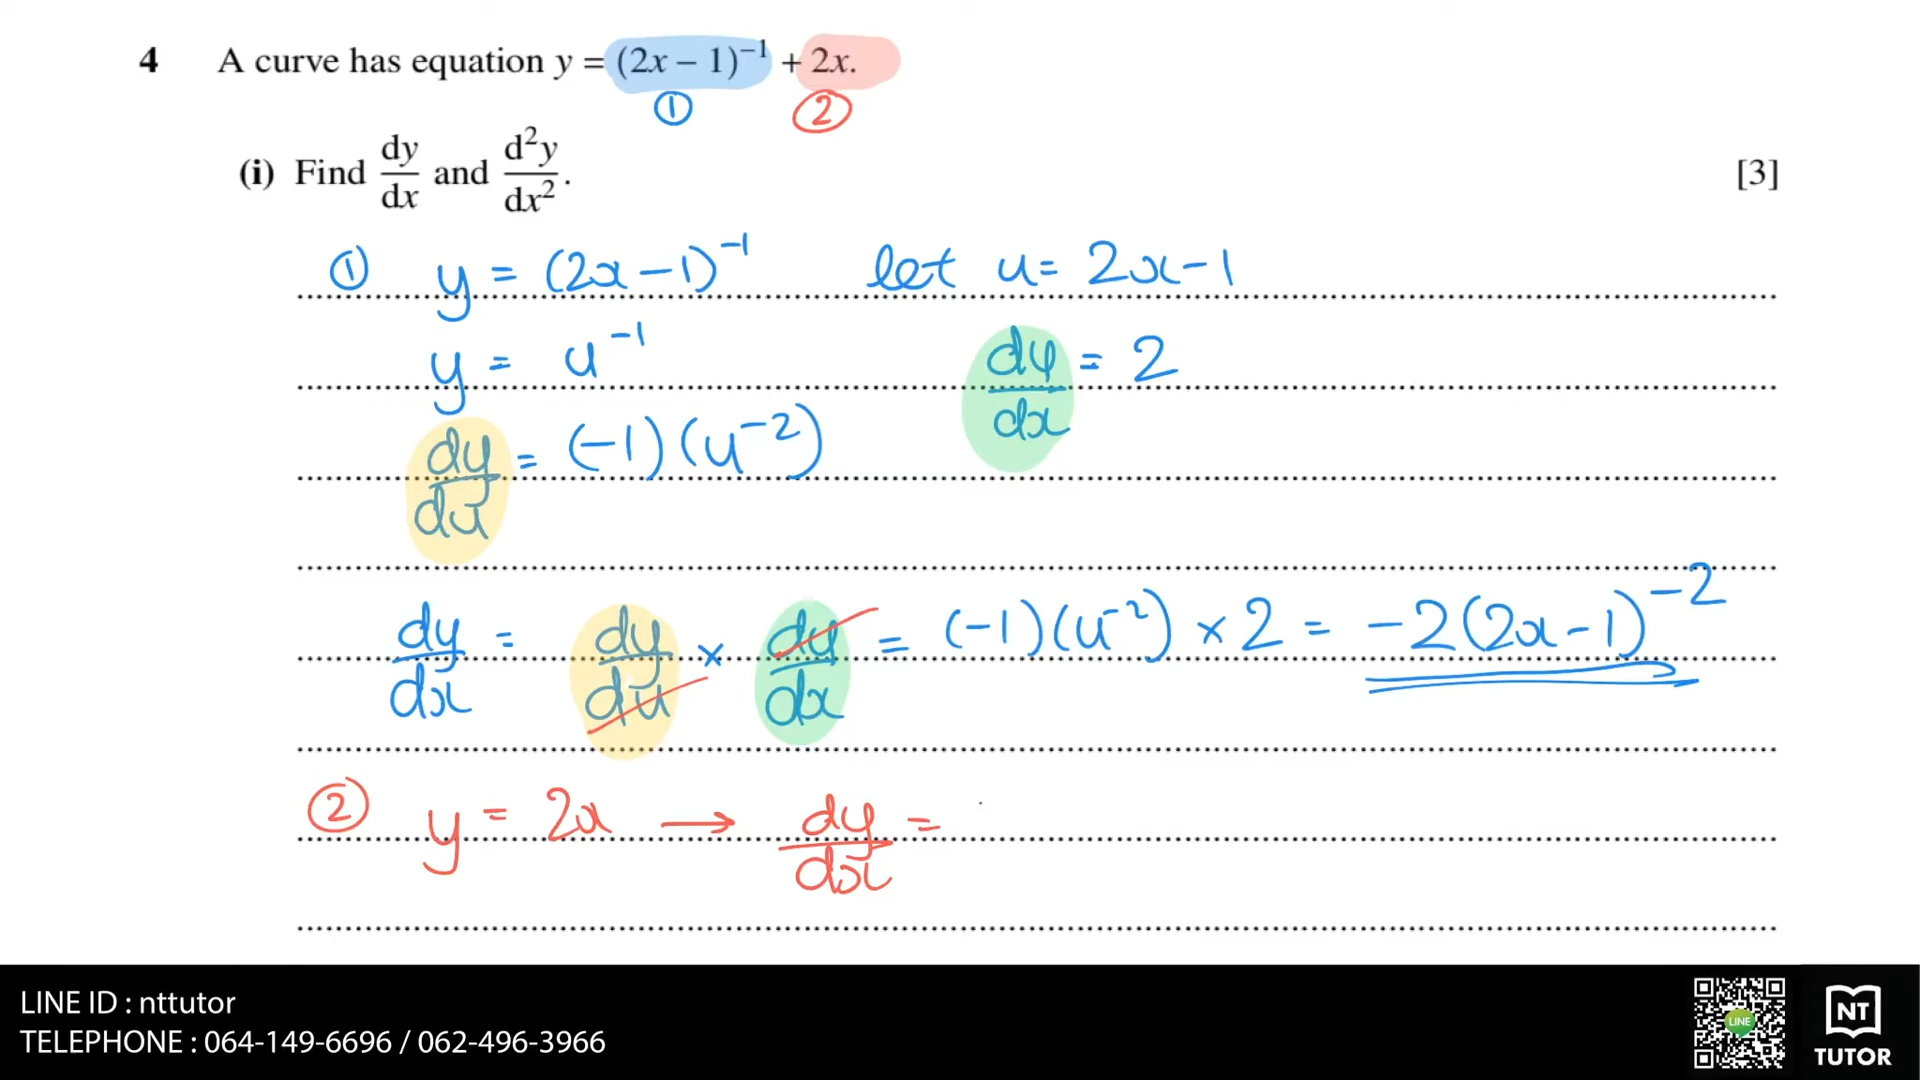 4 A curve has equation y = (2x − 1)⁻¹ + 2x.
① ②
(i) Find dy/dx and d²y/dx². [3]
① y = (2x−1)⁻¹ let u = 2x−1
y = u⁻¹ dy/dx = 2
dy/du = (−1)(u⁻²)
dy/dx = dy/du × dy/dx = (−1)(u⁻²) × 2 = −2(2x−1)⁻²
② y = 2x → dy/dx =
LINE ID : nttutor
TELEPHONE : 064-149-6696 / 062-496-3966
LINE
NT
TUTOR